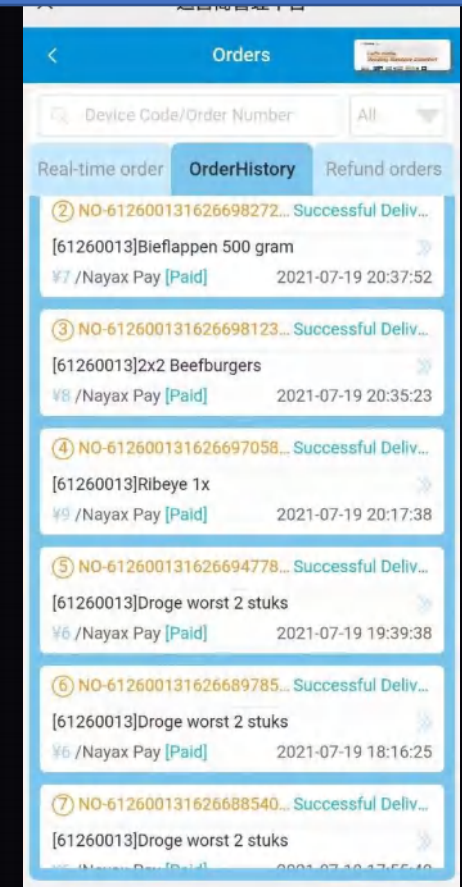 Orders
Device Code/Order Number
All
Real-time order
OrderHistory
Refund orders
② NO-612600131626698272... Successful Deliv...
[61260013]Bieflappen 500 gram
¥7 /Nayax Pay [Paid] 2021-07-19 20:37:52
③ NO-612600131626698123... Successful Deliv...
[61260013]2x2 Beefburgers
¥8 /Nayax Pay [Paid] 2021-07-19 20:35:23
④ NO-612600131626697058... Successful Deliv...
[61260013]Ribeye 1x
¥9 /Nayax Pay [Paid] 2021-07-19 20:17:38
⑤ NO-612600131626694778... Successful Deliv...
[61260013]Droge worst 2 stuks
¥6 /Nayax Pay [Paid] 2021-07-19 19:39:38
⑥ NO-612600131626689785... Successful Deliv...
[61260013]Droge worst 2 stuks
¥6 /Nayax Pay [Paid] 2021-07-19 18:16:25
⑦ NO-612600131626688540... Successful Deliv...
[61260013]Droge worst 2 stuks